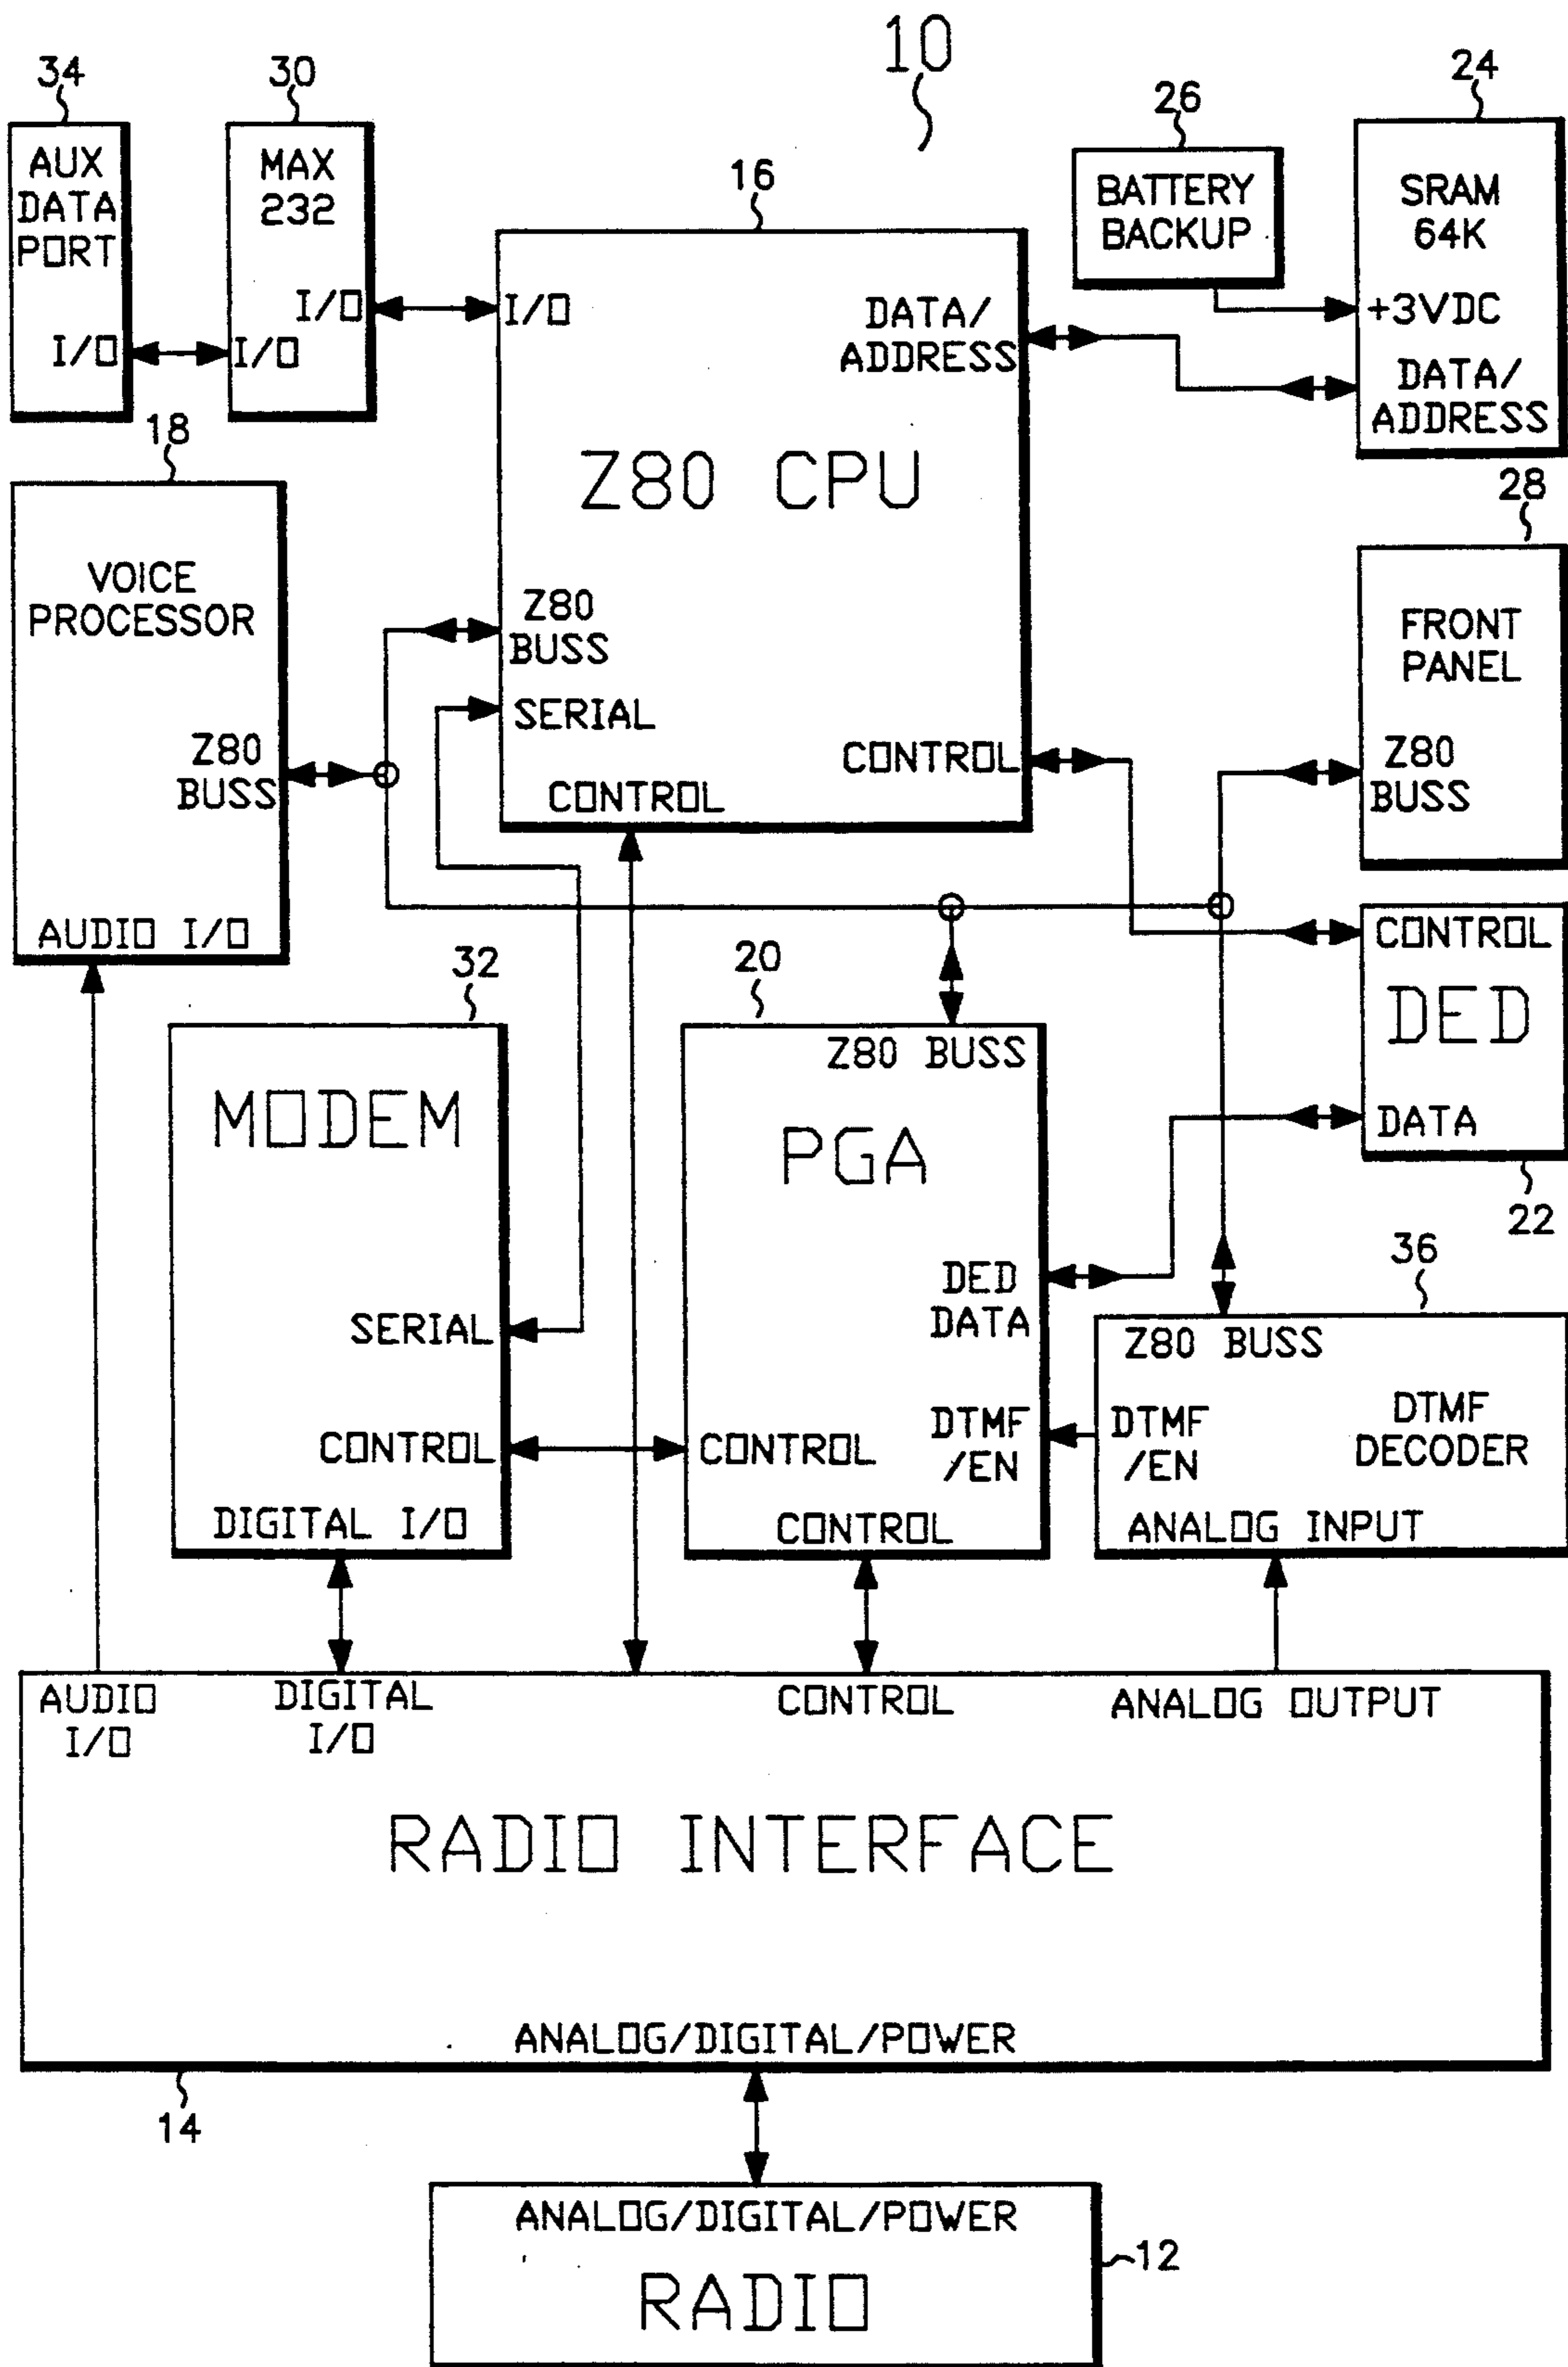 10
34
30
26
24
AUX
DATA
PORT
I/O
MAX
232
I/O
I/O
16
I/O
DATA/
ADDRESS
Z80 CPU
Z80
BUSS
SERIAL
CONTROL
CONTROL
BATTERY
BACKUP
SRAM
64K
+3VDC
DATA/
ADDRESS
18
VOICE
PROCESSOR
Z80
BUSS
AUDIO I/O
28
FRONT
PANEL
Z80
BUSS
CONTROL
DED
DATA
22
32
MODEM
SERIAL
CONTROL
DIGITAL I/O
20
Z80 BUSS
PGA
DED
DATA
DTMF
/EN
CONTROL
CONTROL
36
Z80 BUSS
DTMF
/EN
DTMF
DECODER
ANALOG INPUT
AUDIO
I/O
DIGITAL
I/O
CONTROL
ANALOG OUTPUT
RADIO INTERFACE
ANALOG/DIGITAL/POWER
14
ANALOG/DIGITAL/POWER
RADIO
12